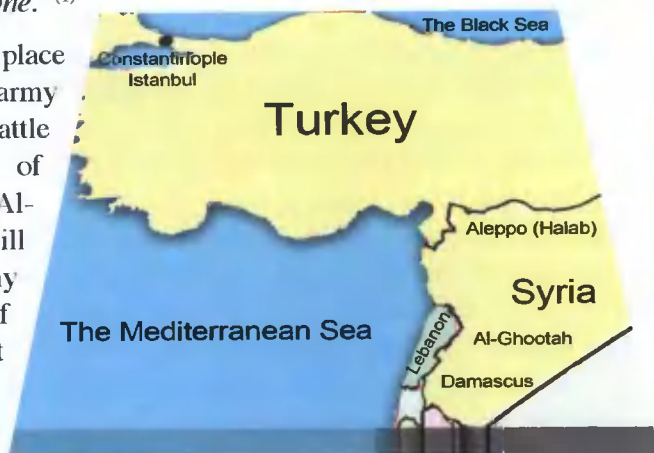 one.
place
army
attle
of
Al-
ill
f
t
The Black Sea
Constantinople
Istanbul
Turkey
Aleppo (Halab)
Syria
The Mediterranean Sea
Lebanon
Al-Ghootah
Damascus